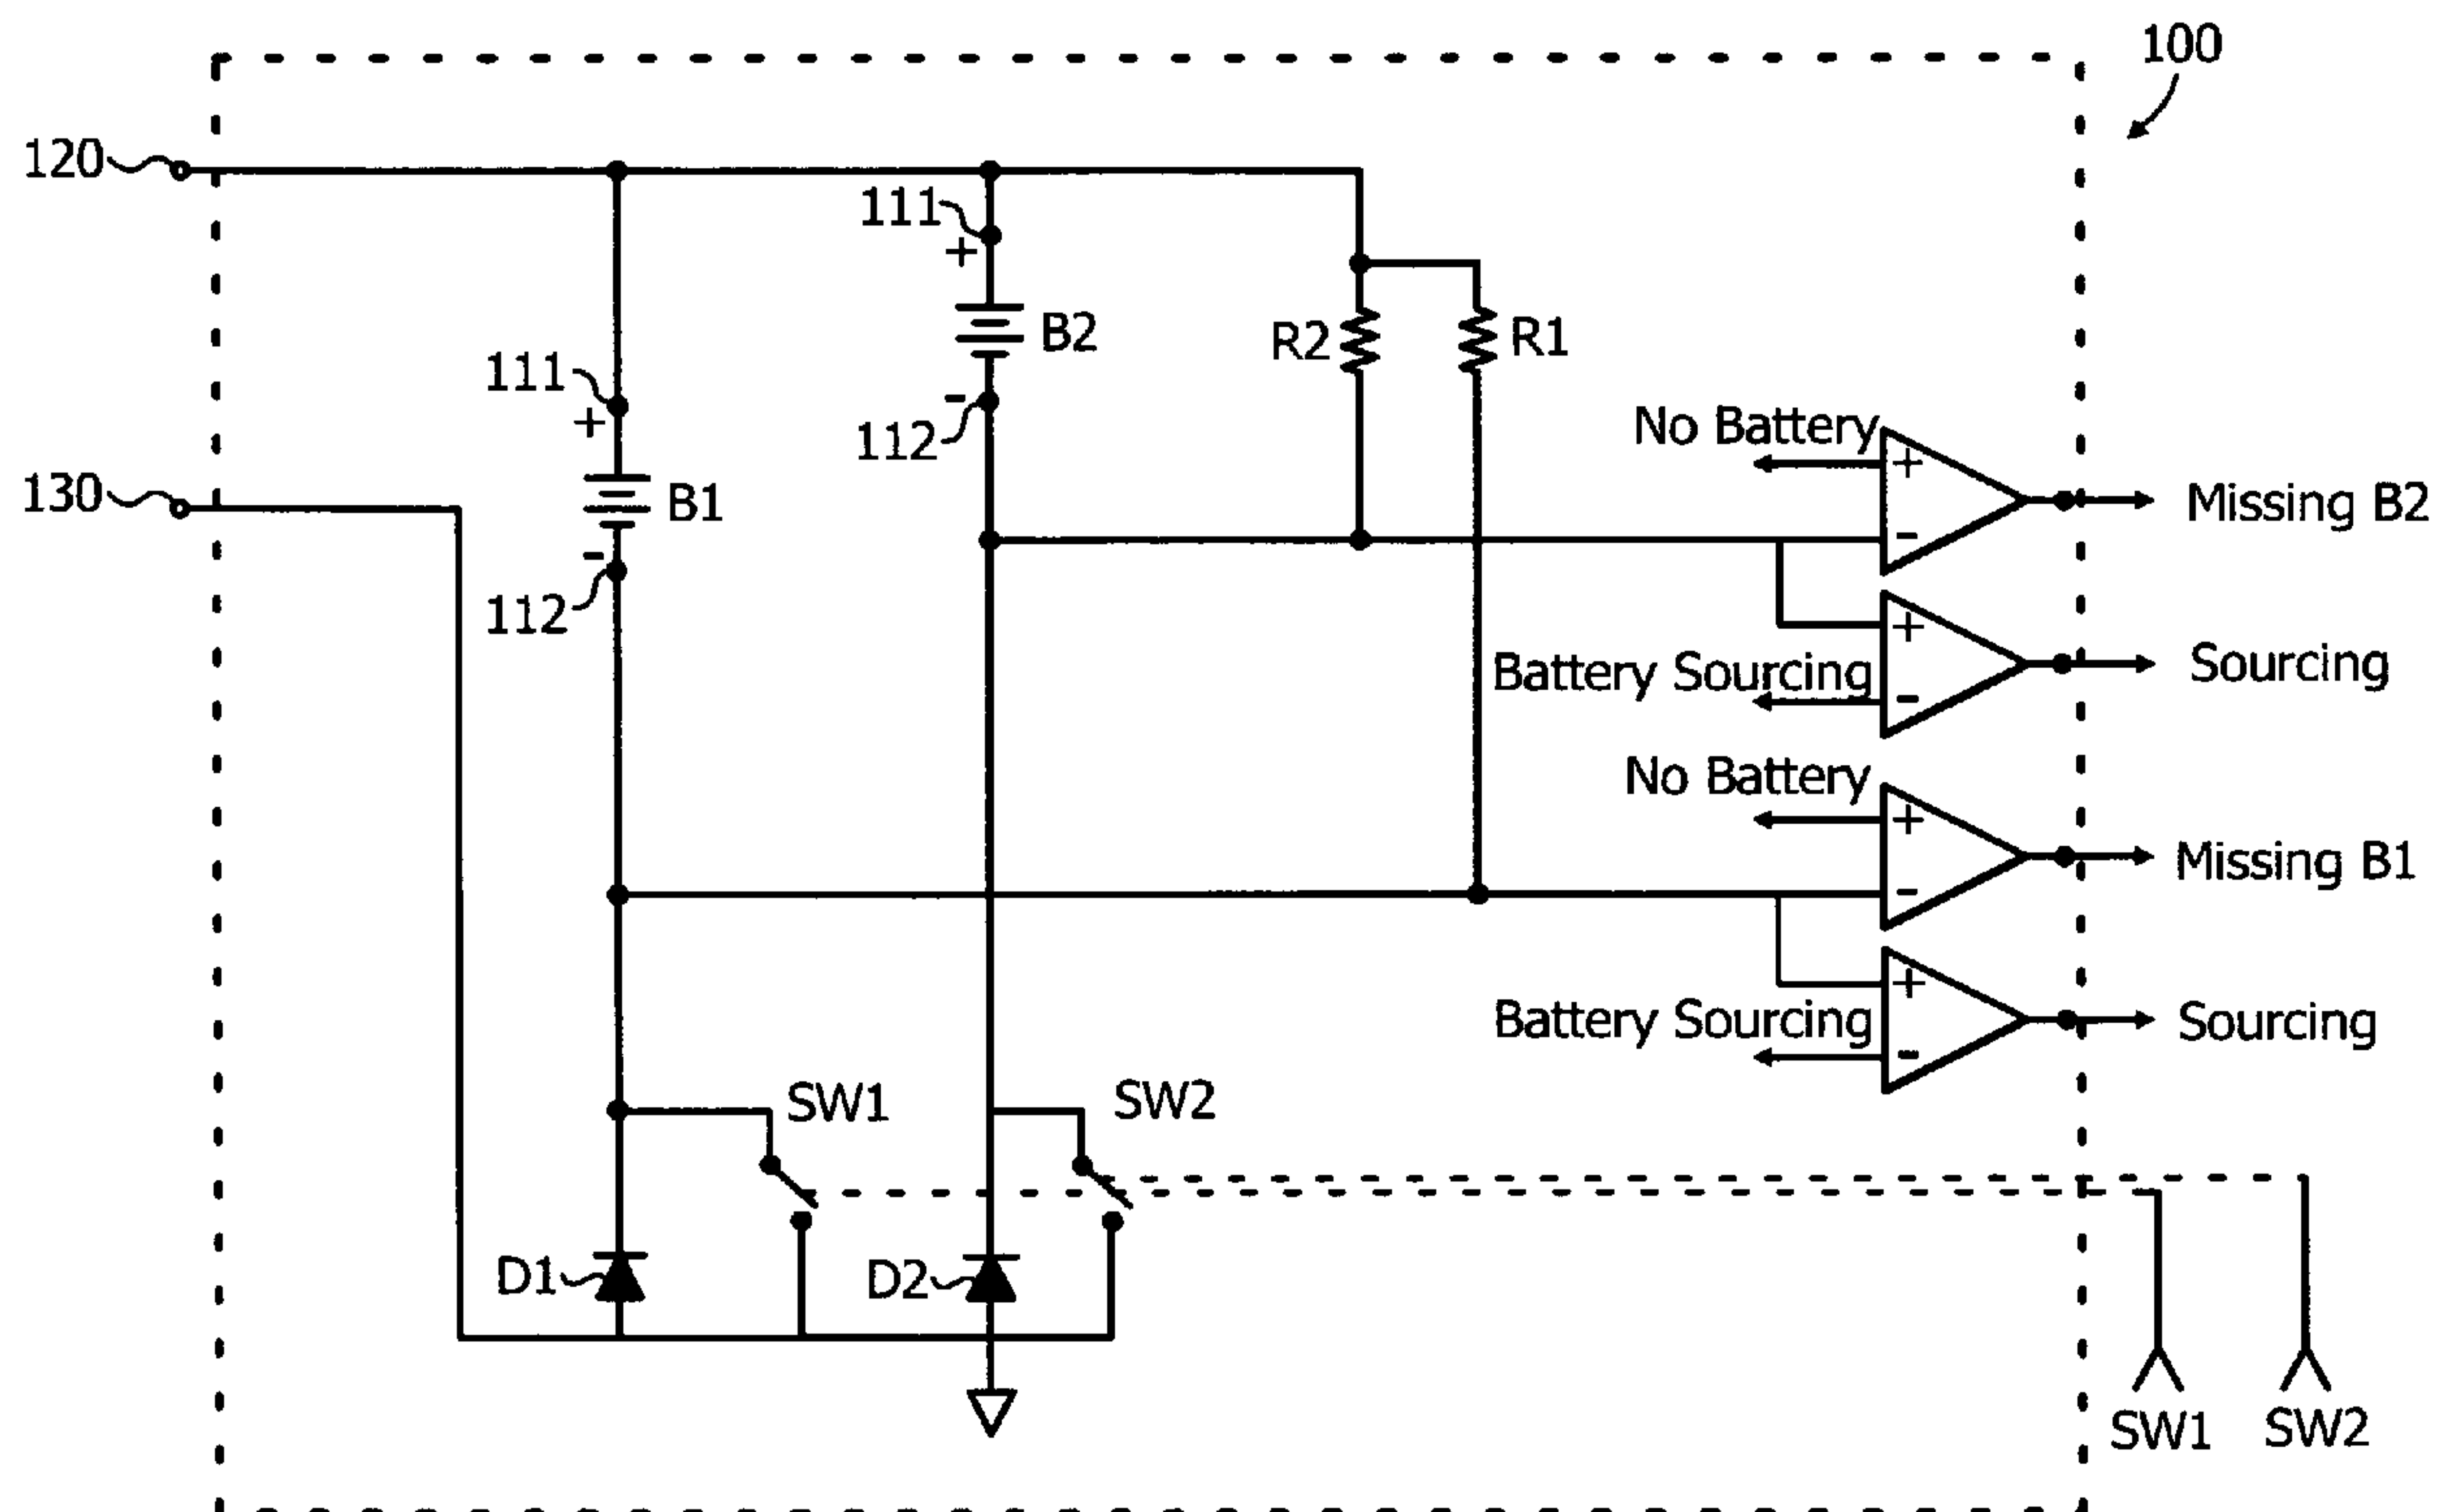 100
120
111
+
B2
R2
R1
111
+
-
112
No Battery
+
-
Missing B2
130
B1
-
112
+
Battery Sourcing
-
Sourcing
No Battery
+
-
Missing B1
+
Battery Sourcing
-
Sourcing
SW1
SW2
D1
D2
SW1
SW2